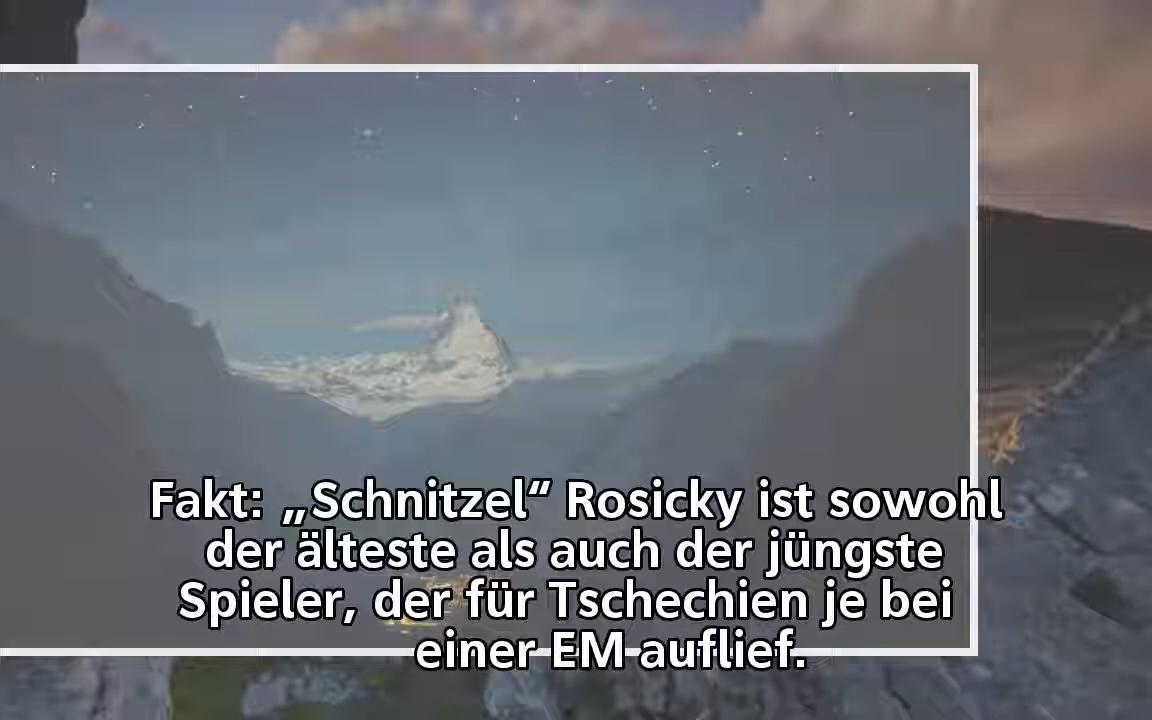 Fakt: „Schnitzel“ Rosicky ist sowohl
der älteste als auch der jüngste
Spieler, der für Tschechien je bei
einer EM auflief.